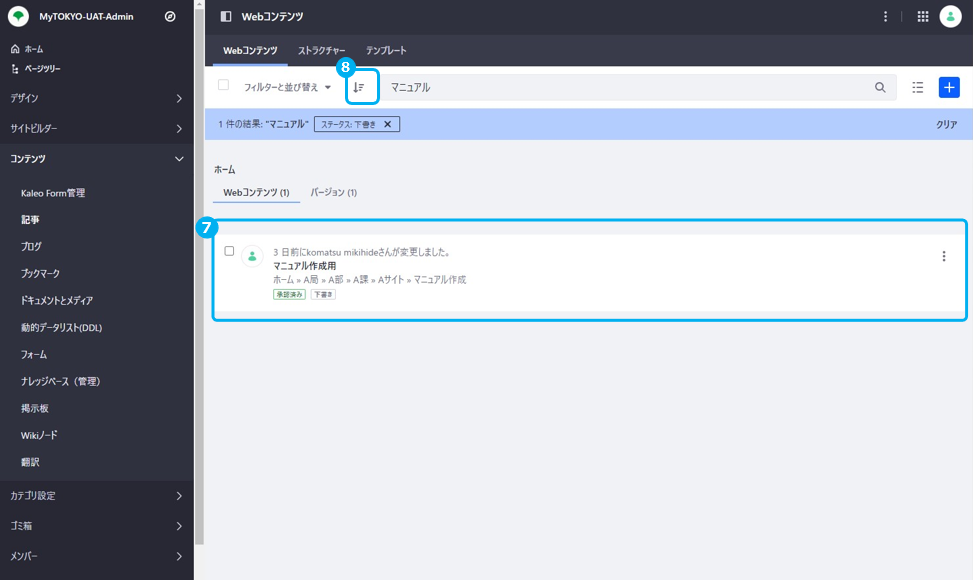 MyTOKYO-UAT-Admin
ホーム
ページツリー
デザイン
サイトビルダー
コンテンツ
Kaleo Form管理
記事
ブログ
ブックマーク
ドキュメントとメディア
動的データリスト(DDL)
フォーム
ナレッジベース（管理）
掲示板
Wikiノード
翻訳
カテゴリ設定
ゴミ箱
メンバー
Webコンテンツ
Webコンテンツ ストラクチャー テンプレート
8
フィルターと並び替え マニュアル
1 件の結果: "マニュアル" ステータス: 下書き クリア
ホーム
Webコンテンツ (1) バージョン (1)
7
3 日前にkomatsu mikihideさんが変更しました。
マニュアル作成用
ホーム » A局 » A部 » A課 » Aサイト » マニュアル作成
承認済み 下書き